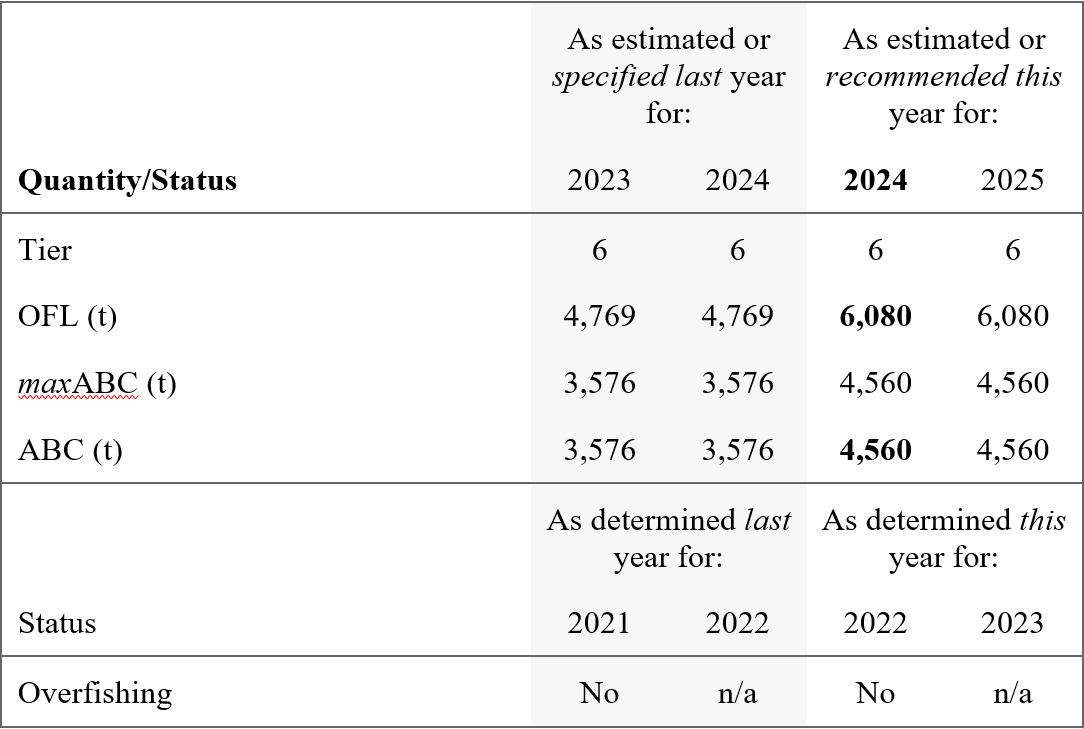 As estimated or As estimated or
specified last year recommended this
for: year for:
Quantity/Status 2023 2024 2024 2025
Tier 6 6 6 6
OFL (t) 4,769 4,769 6,080 6,080
maxABC (t) 3,576 3,576 4,560 4,560
ABC (t) 3,576 3,576 4,560 4,560
As determined last As determined this
year for: year for:
Status 2021 2022 2022 2023
Overfishing No n/a No n/a